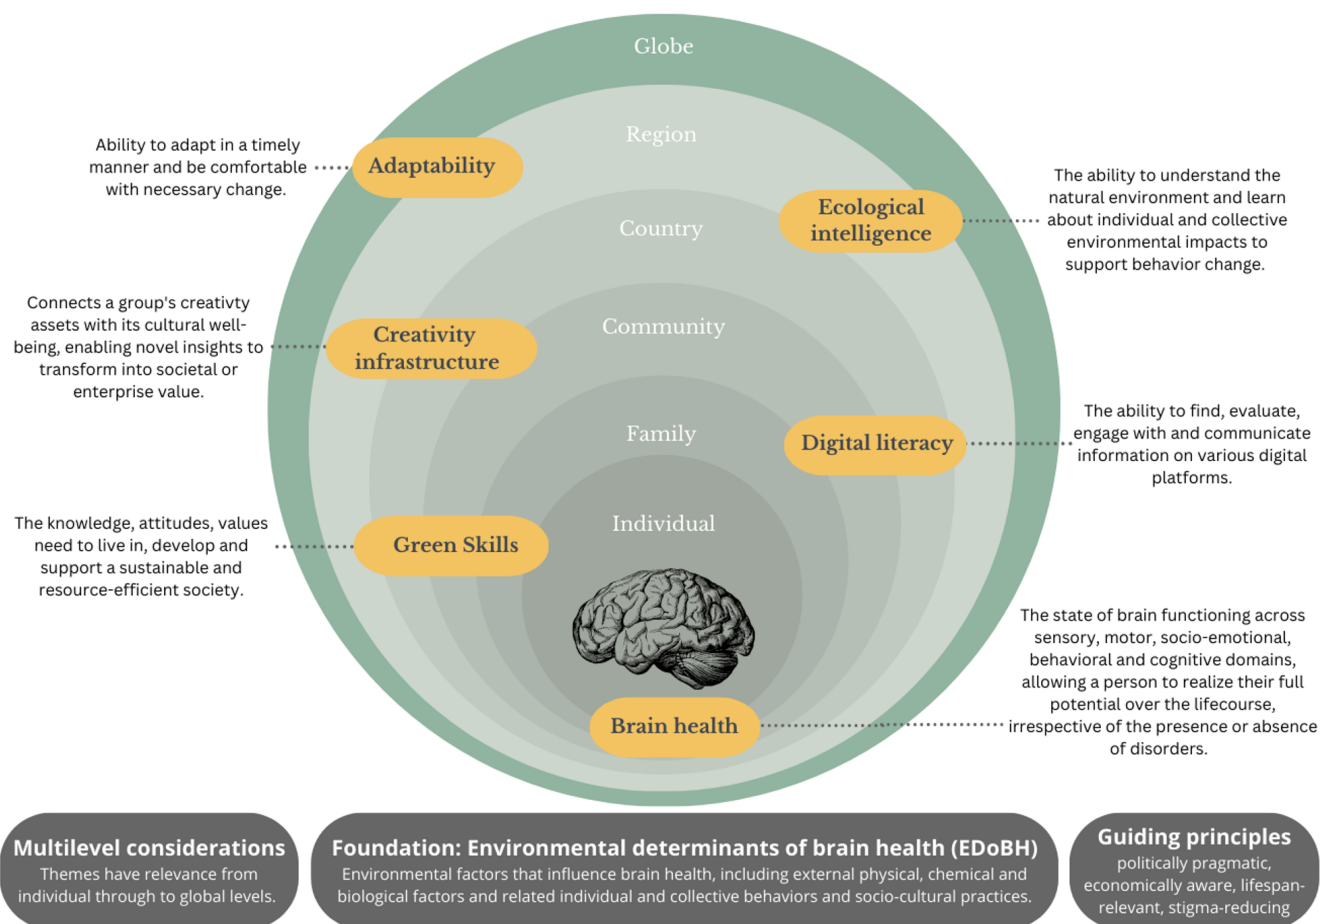 Globe
Region
Ability to adapt in a timely
manner and be comfortable
with necessary change.
Adaptability
Ecological
intelligence
The ability to understand the
natural environment and learn
about individual and collective
environmental impacts to
support behavior change.
Country
Connects a group's creativty
assets with its cultural well-
being, enabling novel insights to
transform into societal or
enterprise value.
Creativity
infrastructure
Community
Family
Digital literacy
The ability to find, evaluate,
engage with and communicate
information on various digital
platforms.
The knowledge, attitudes, values
need to live in, develop and
support a sustainable and
resource-efficient society.
Green Skills
Individual
Brain health
The state of brain functioning across
sensory, motor, socio-emotional,
behavioral and cognitive domains,
allowing a person to realize their full
potential over the lifecourse,
irrespective of the presence or absence
of disorders.
Multilevel considerations
Themes have relevance from
individual through to global levels.
Foundation: Environmental determinants of brain health (EDoBH)
Environmental factors that influence brain health, including external physical, chemical and
biological factors and related individual and collective behaviors and socio-cultural practices.
Guiding principles
politically pragmatic,
economically aware, lifespan-
relevant, stigma-reducing